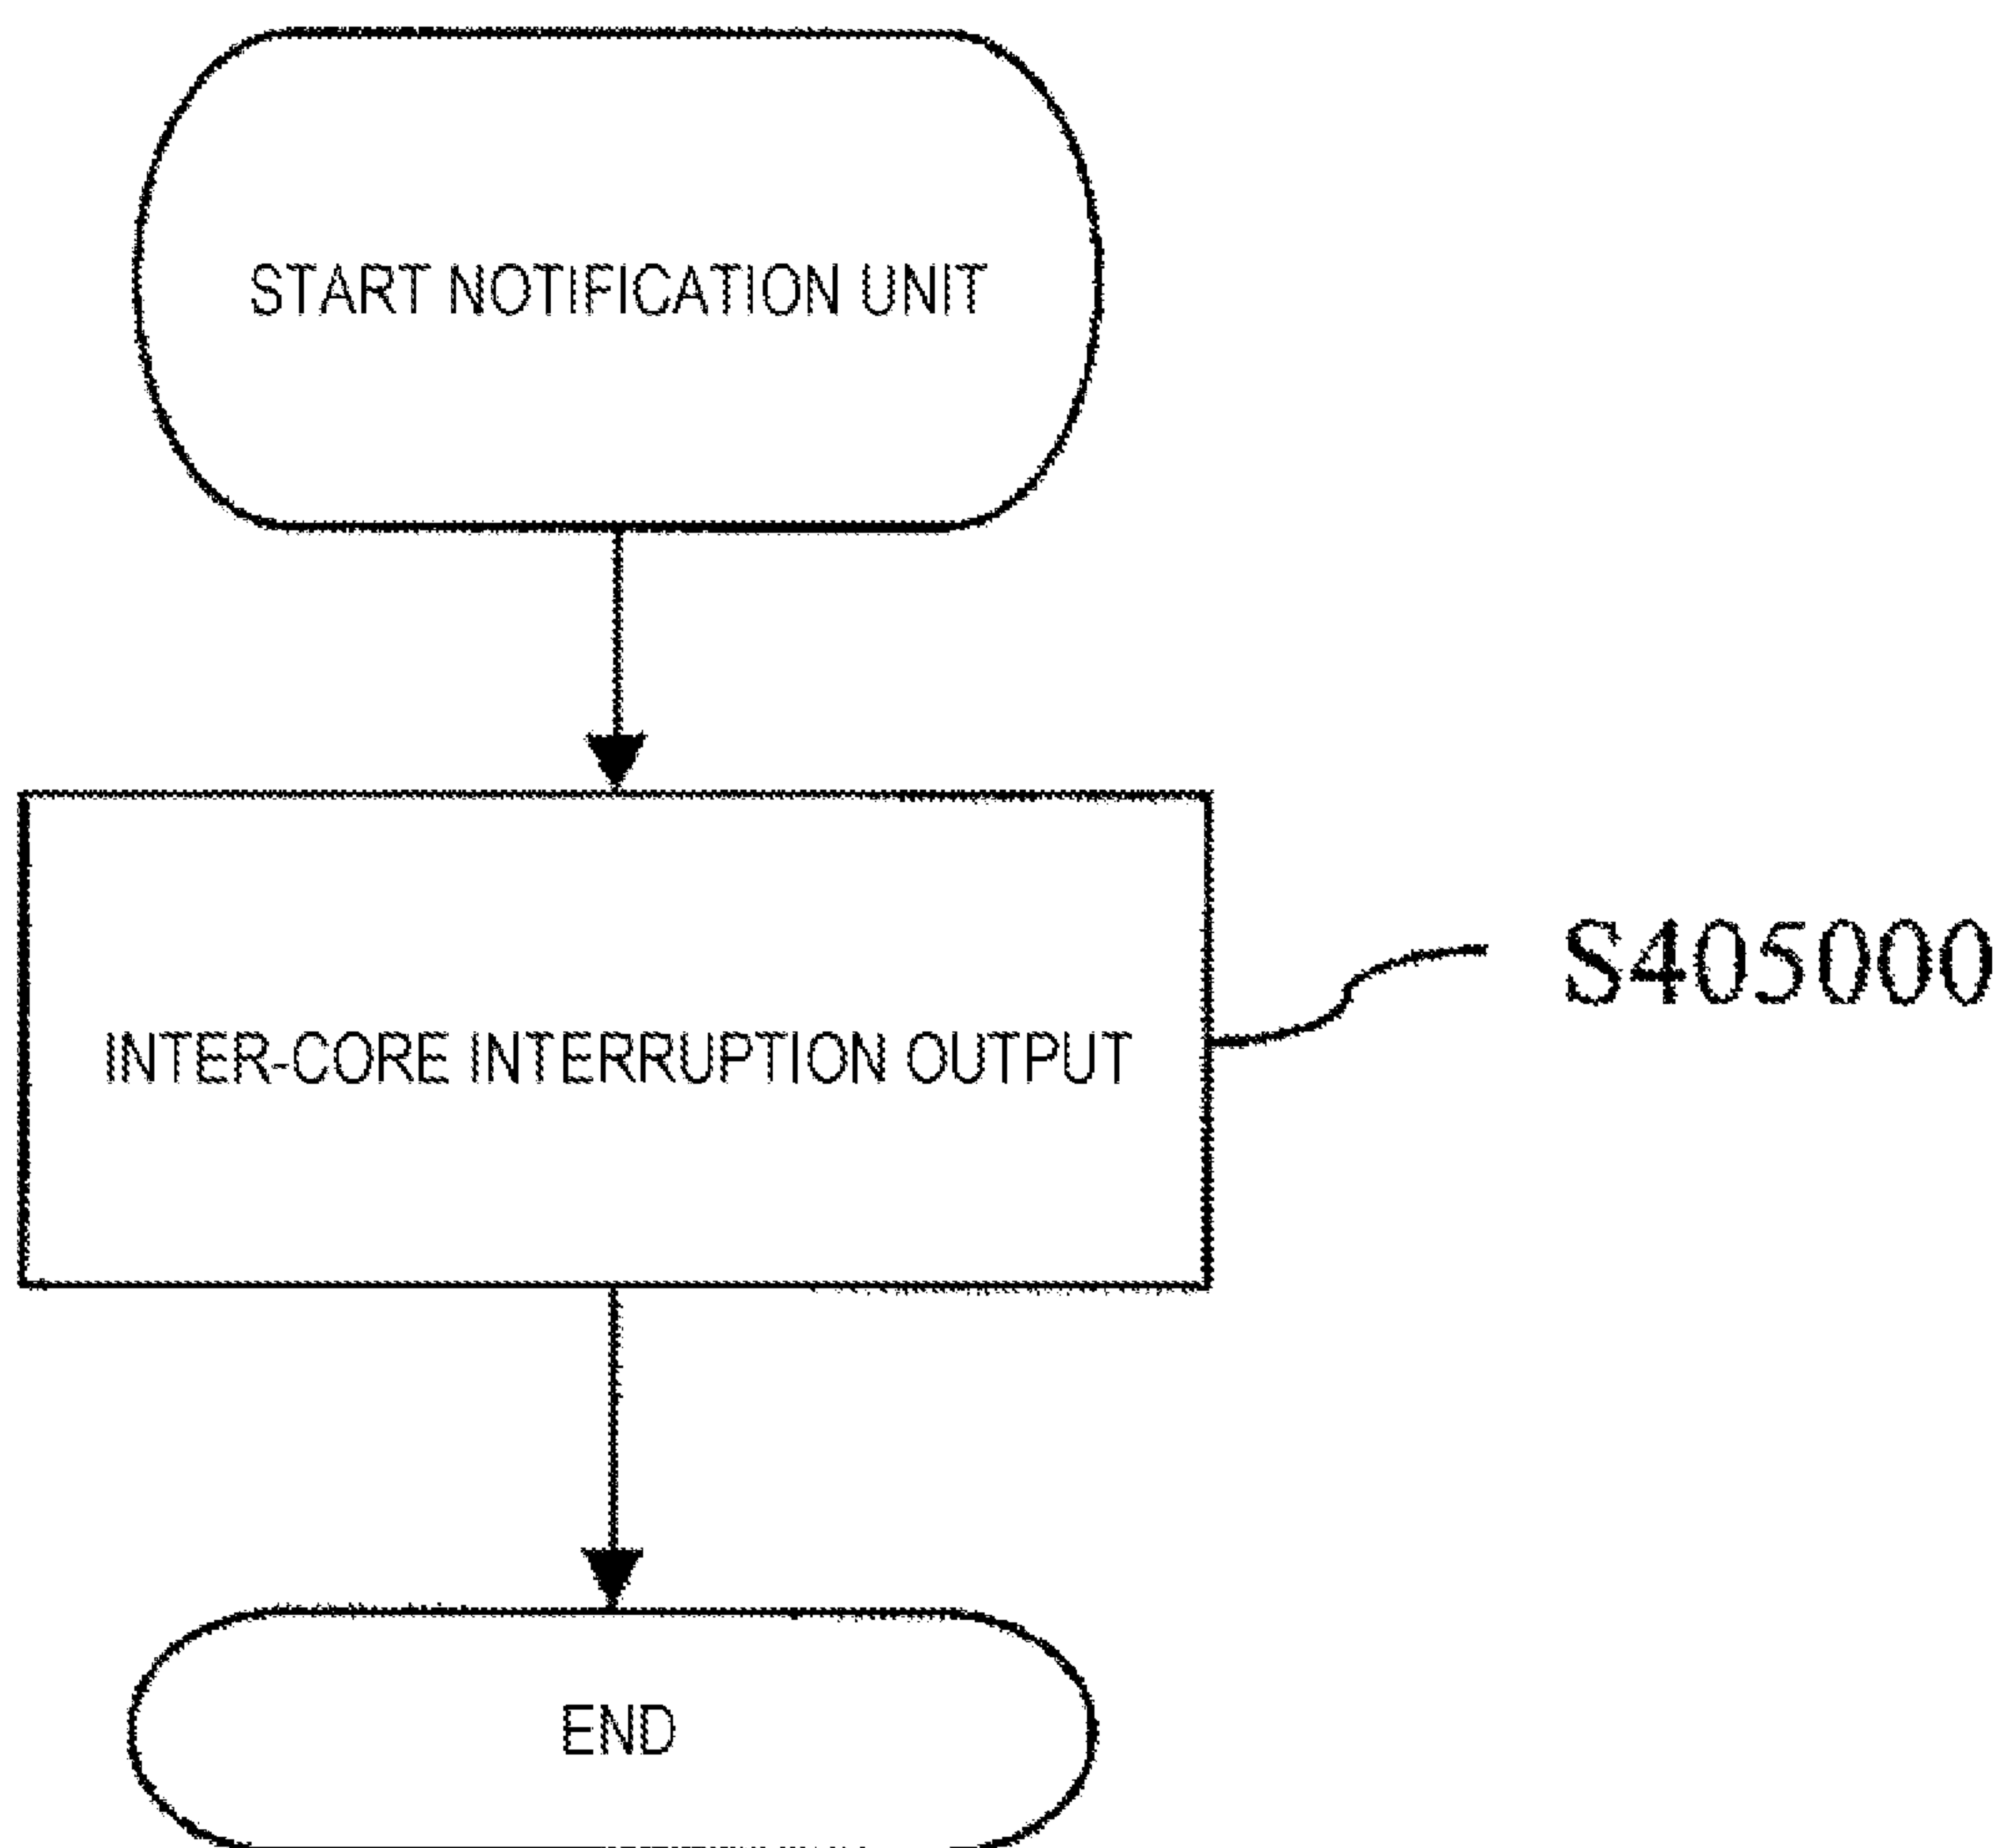 START NOTIFICATION UNIT
INTER-CORE INTERRUPTION OUTPUT
S405000
END